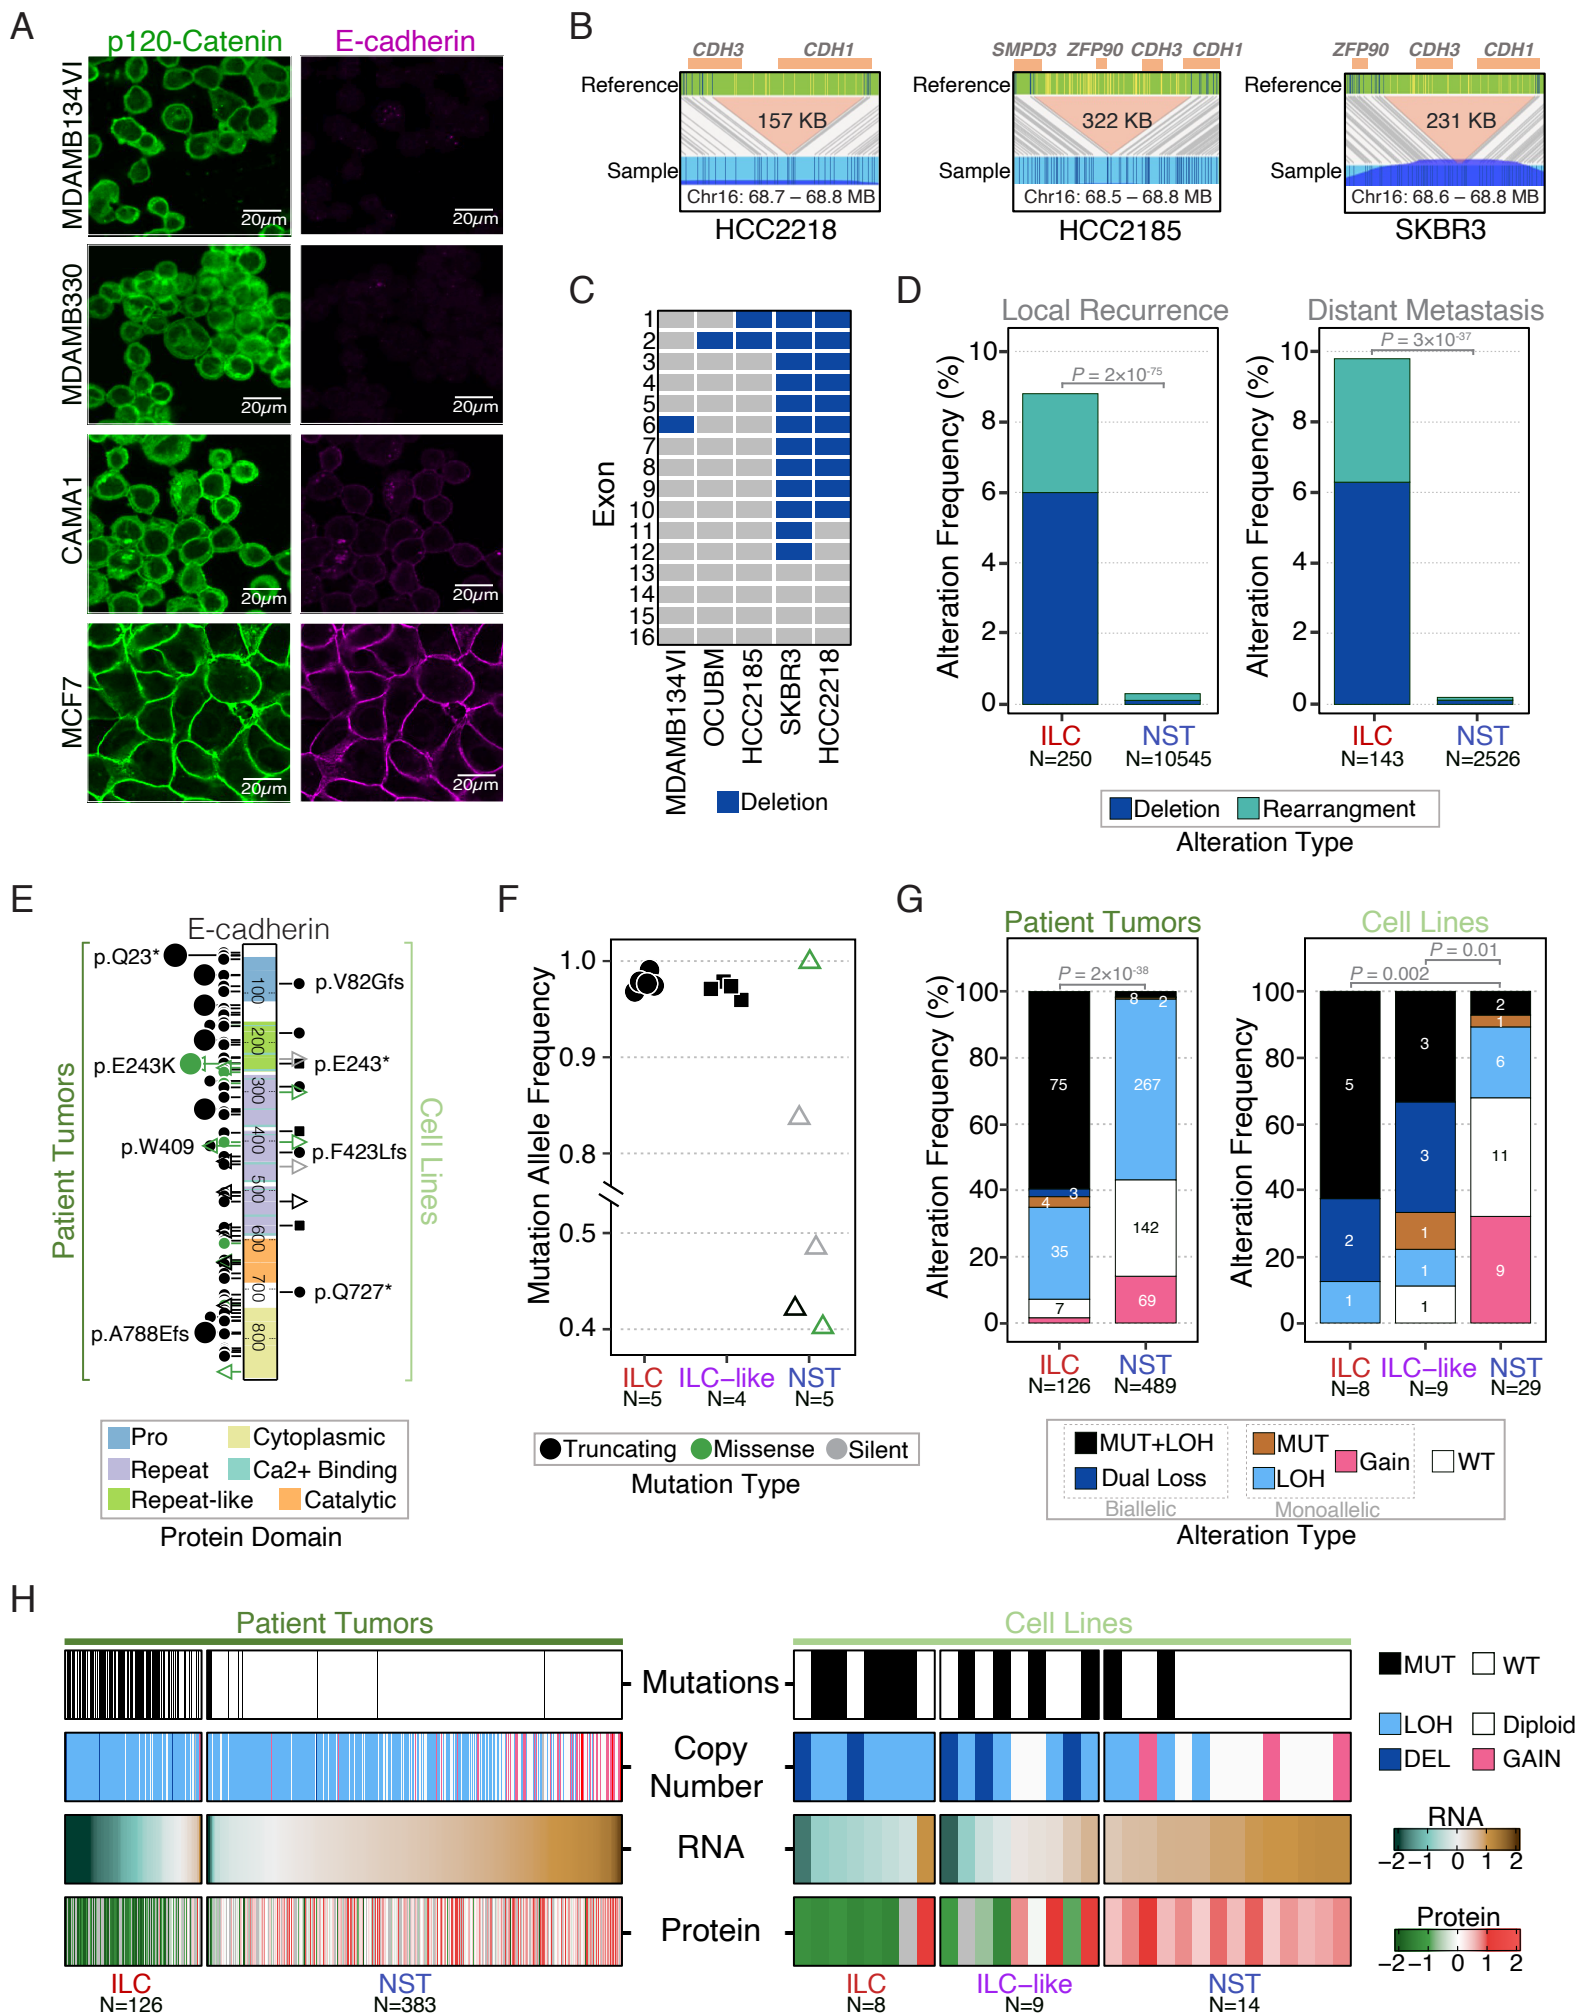 A
p120-Catenin
E-cadherin
MDAMB134VI
20µm
20µm
MDAMB330
20µm
20µm
CAMA1
20µm
20µm
MCF7
20µm
20µm
B
CDH3
CDH1
Reference
157 KB
Sample
Chr16: 68.7 – 68.8 MB
HCC2218
SMPD3
ZFP90
CDH3
CDH1
Reference
322 KB
Sample
Chr16: 68.5 – 68.8 MB
HCC2185
ZFP90
CDH3
CDH1
Reference
231 KB
Sample
Chr16: 68.6 – 68.8 MB
SKBR3
C
Exon
1
2
3
4
5
6
7
8
9
10
11
12
13
14
15
16
MDAMB134VI
OCUBM
HCC2185
SKBR3
HCC2218
Deletion
D
Local Recurrence
Alteration Frequency (%)
10
8
6
4
2
0
P = 2×10-75
ILC
N=250
NST
N=10545
Distant Metastasis
Alteration Frequency (%)
10
8
6
4
2
0
P = 3×10-37
ILC
N=143
NST
N=2526
Deletion
Rearrangment
Alteration Type
E
E-cadherin
Patient Tumors
Cell Lines
p.Q23*
p.E243K
p.W409
p.A788Efs
100
200
300
400
500
600
700
800
p.V82Gfs
p.E243*
p.F423Lfs
p.Q727*
Pro
Cytoplasmic
Repeat
Ca2+ Binding
Repeat-like
Catalytic
Protein Domain
F
Mutation Allele Frequency
1.0
0.9
0.8
0.5
0.4
ILC
N=5
ILC–like
N=4
NST
N=5
Truncating
Missense
Silent
Mutation Type
G
Patient Tumors
Alteration Frequency (%)
100
80
60
40
20
0
P = 2×10-38
75
3
4
35
7
8
2
267
142
69
ILC
N=126
NST
N=489
Cell Lines
Alteration Frequency
100
80
60
40
20
0
P = 0.01
P = 0.002
5
2
1
3
3
1
1
1
2
1
6
11
9
ILC
N=8
ILC–like
N=9
NST
N=29
MUT+LOH
Dual Loss
Biallelic
MUT
LOH
Gain
Monoallelic
WT
Alteration Type
H
Patient Tumors
Cell Lines
Mutations
Copy
Number
RNA
Protein
ILC
N=126
NST
N=383
ILC
N=8
ILC–like
N=9
NST
N=14
MUT
WT
LOH
Diploid
DEL
GAIN
RNA
−2
−1
0
1
2
Protein
−2
−1
0
1
2